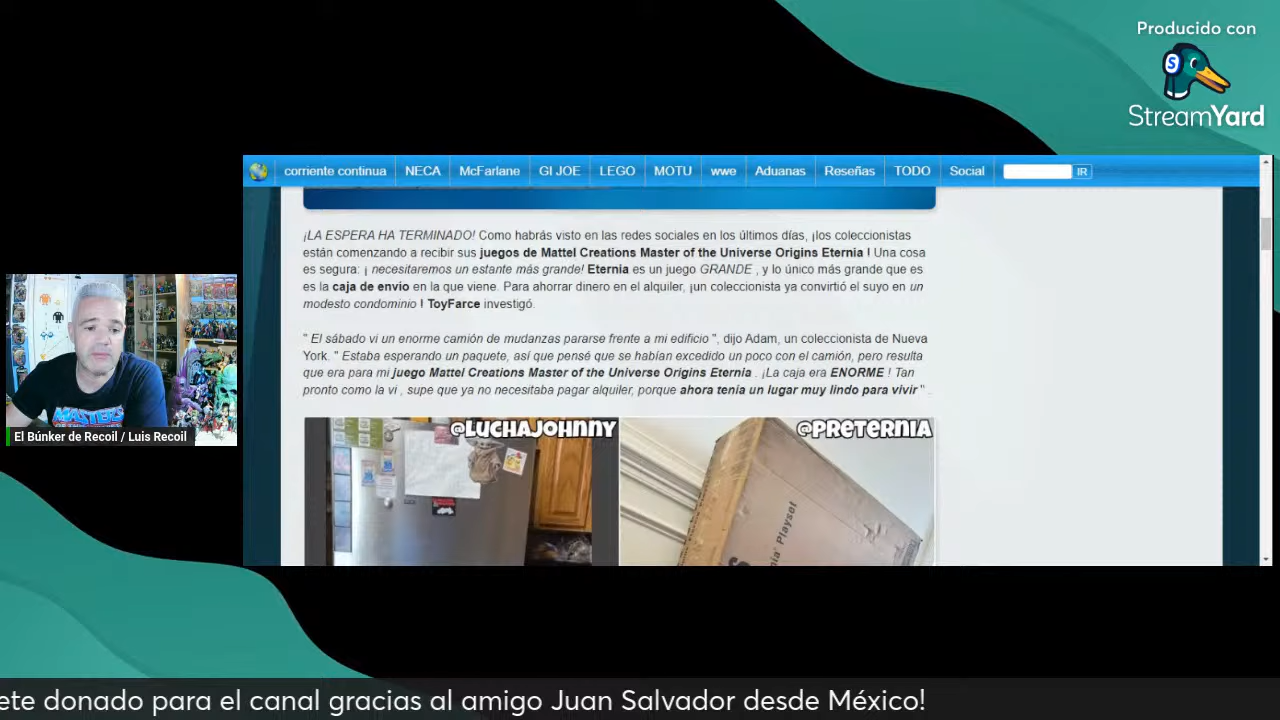 Producido con
S
StreamYard
corriente continua NECA McFarlane GI JOE LEGO MOTU wwe Aduanas Reseñas TODO Social IR
¡LA ESPERA HA TERMINADO! Como habrás visto en las redes sociales en los últimos días, ¡los coleccionistas
están comenzando a recibir sus juegos de Mattel Creations Master of the Universe Origins Eternia ! Una cosa
es segura: ¡ necesitaremos un estante más grande! Eternia es un juego GRANDE , y lo único más grande que es
es la caja de envio en la que viene. Para ahorrar dinero en el alquiler, ¡un coleccionista ya convirtió el suyo en un
modesto condominio ! ToyFarce investigó.
" El sábado vi un enorme camión de mudanzas pararse frente a mi edificio ", dijo Adam, un coleccionista de Nueva
York. " Estaba esperando un paquete, así que pensé que se habían excedido un poco con el camión, pero resulta
que era para mi juego Mattel Creations Master of the Universe Origins Eternia . ¡La caja era ENORME ! Tan
pronto como la vi , supe que ya no necesitaba pagar alquiler, porque ahora tenía un lugar muy lindo para vivir " .
@LUCHAJOHNNY
@PRETERNIA
Playset
MASTERS
El Búnker de Recoil / Luis Recoil
ete donado para el canal gracias al amigo Juan Salvador desde México!